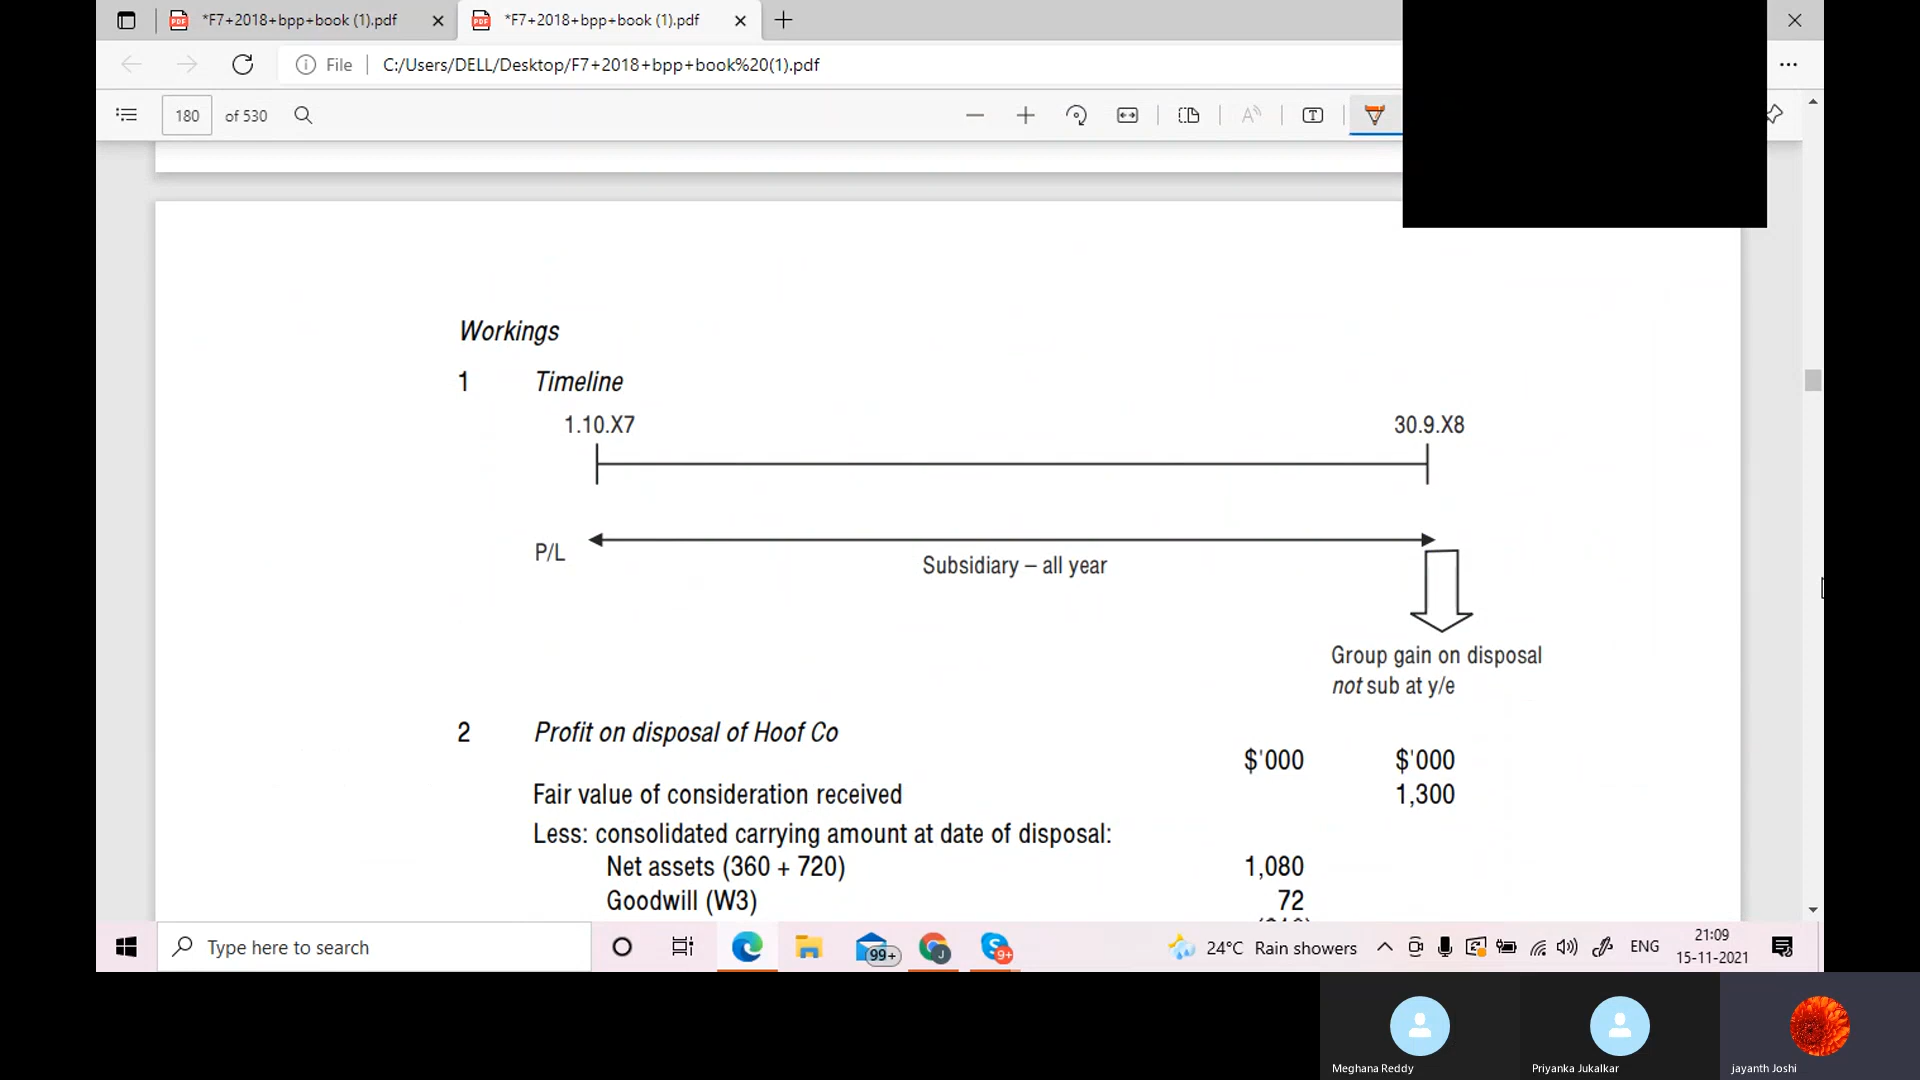 *F7+2018+bpp+book (1).pdf
*F7+2018+bpp+book (1).pdf
File
C:/Users/DELL/Desktop/F7+2018+bpp+book%20(1).pdf
180 of 530
Workings
1 Timeline
1.10.X7 30.9.X8
P/L
Subsidiary – all year
Group gain on disposal
not sub at y/e
2 Profit on disposal of Hoof Co
$'000 $'000
Fair value of consideration received 1,300
Less: consolidated carrying amount at date of disposal:
Net assets (360 + 720) 1,080
Goodwill (W3) 72
Type here to search
99+
J
9+
24°C Rain showers
ENG
21:09
15-11-2021
Meghana Reddy
Priyanka Jukalkar
jayanth Joshi